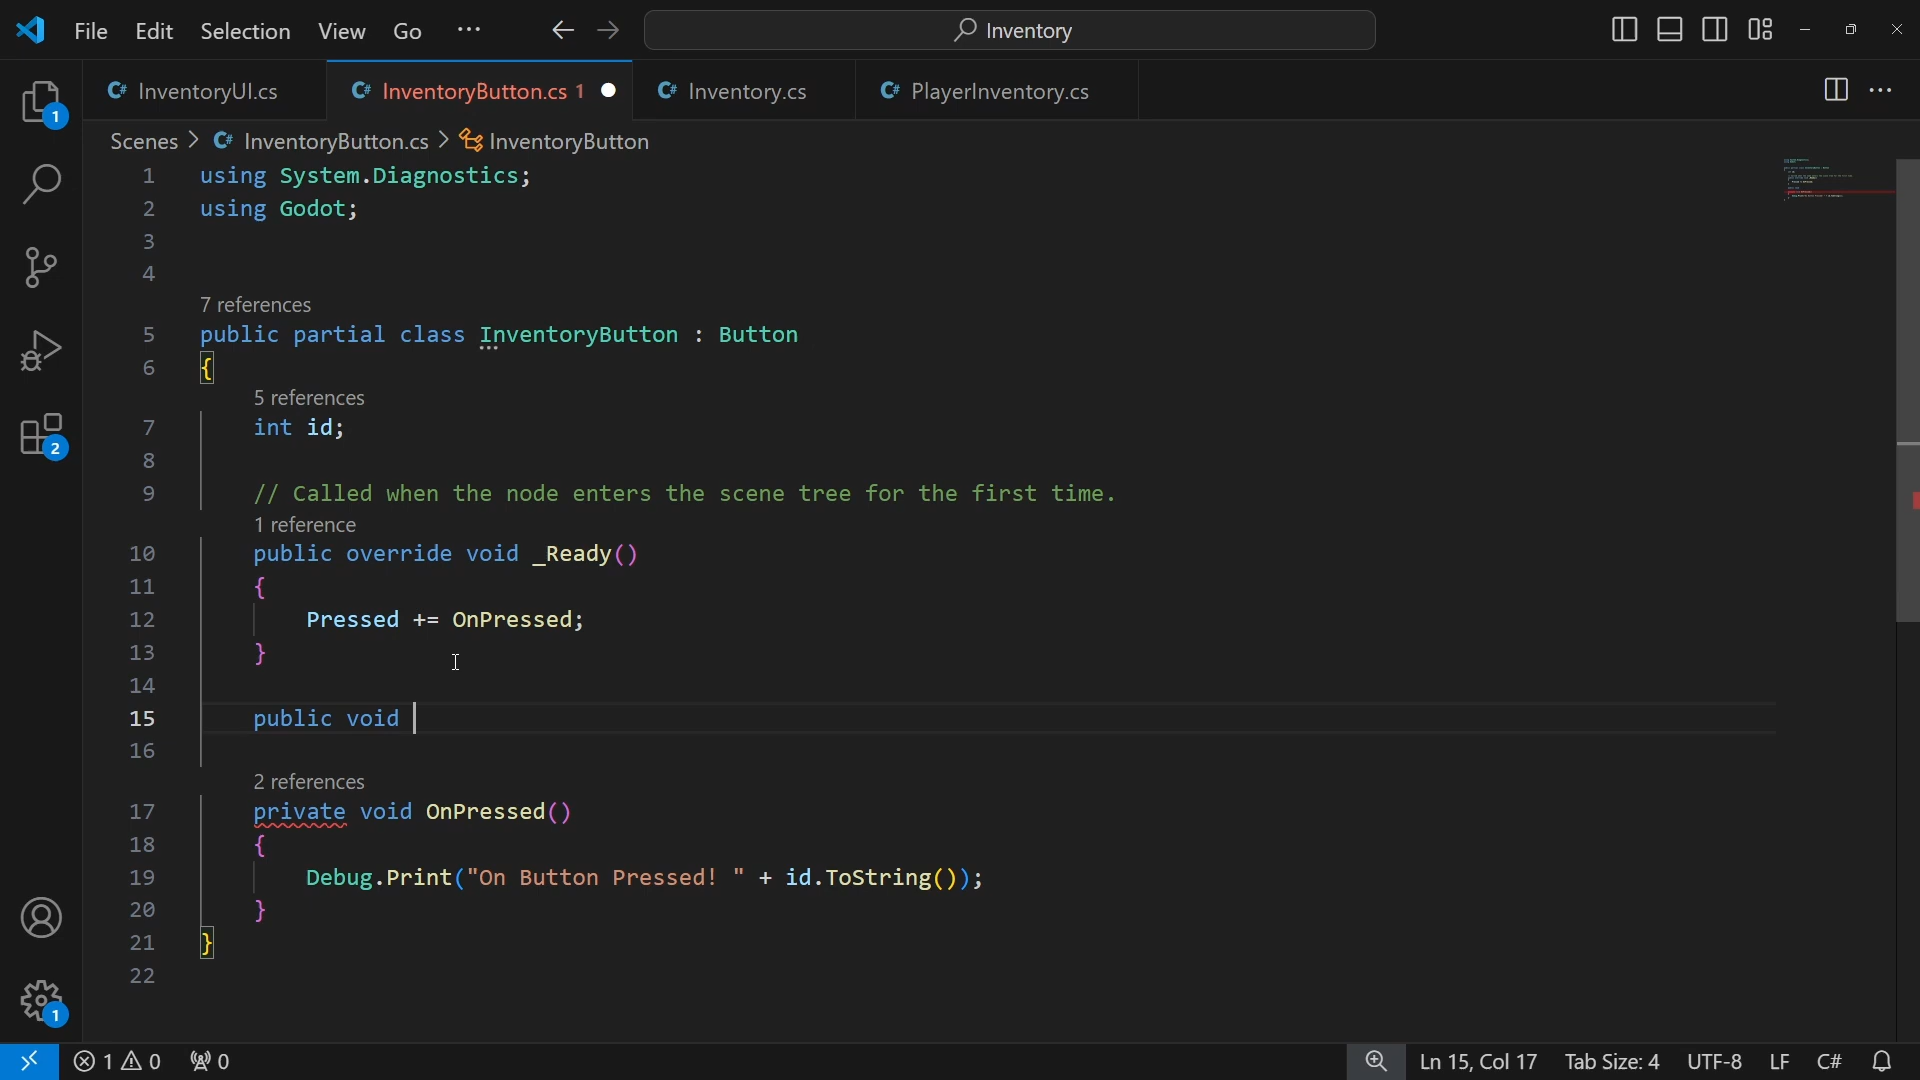 File Edit Selection View Go ··· Inventory
C# InventoryUI.cs C# InventoryButton.cs 1 C# Inventory.cs C# PlayerInventory.cs
Scenes > C# InventoryButton.cs > InventoryButton
1 using System.Diagnostics;
2 using Godot;
3
4
7 references
5 public partial class InventoryButton : Button
6 {
5 references
7 int id;
8
9 // Called when the node enters the scene tree for the first time.
1 reference
10 public override void _Ready()
11 {
12 Pressed += OnPressed;
13 }
14
15 public void
16
2 references
17 private void OnPressed()
18 {
19 Debug.Print("On Button Pressed! " + id.ToString());
20 }
21 }
22
1
2
1
1 0 0 Ln 15, Col 17 Tab Size: 4 UTF-8 LF C#